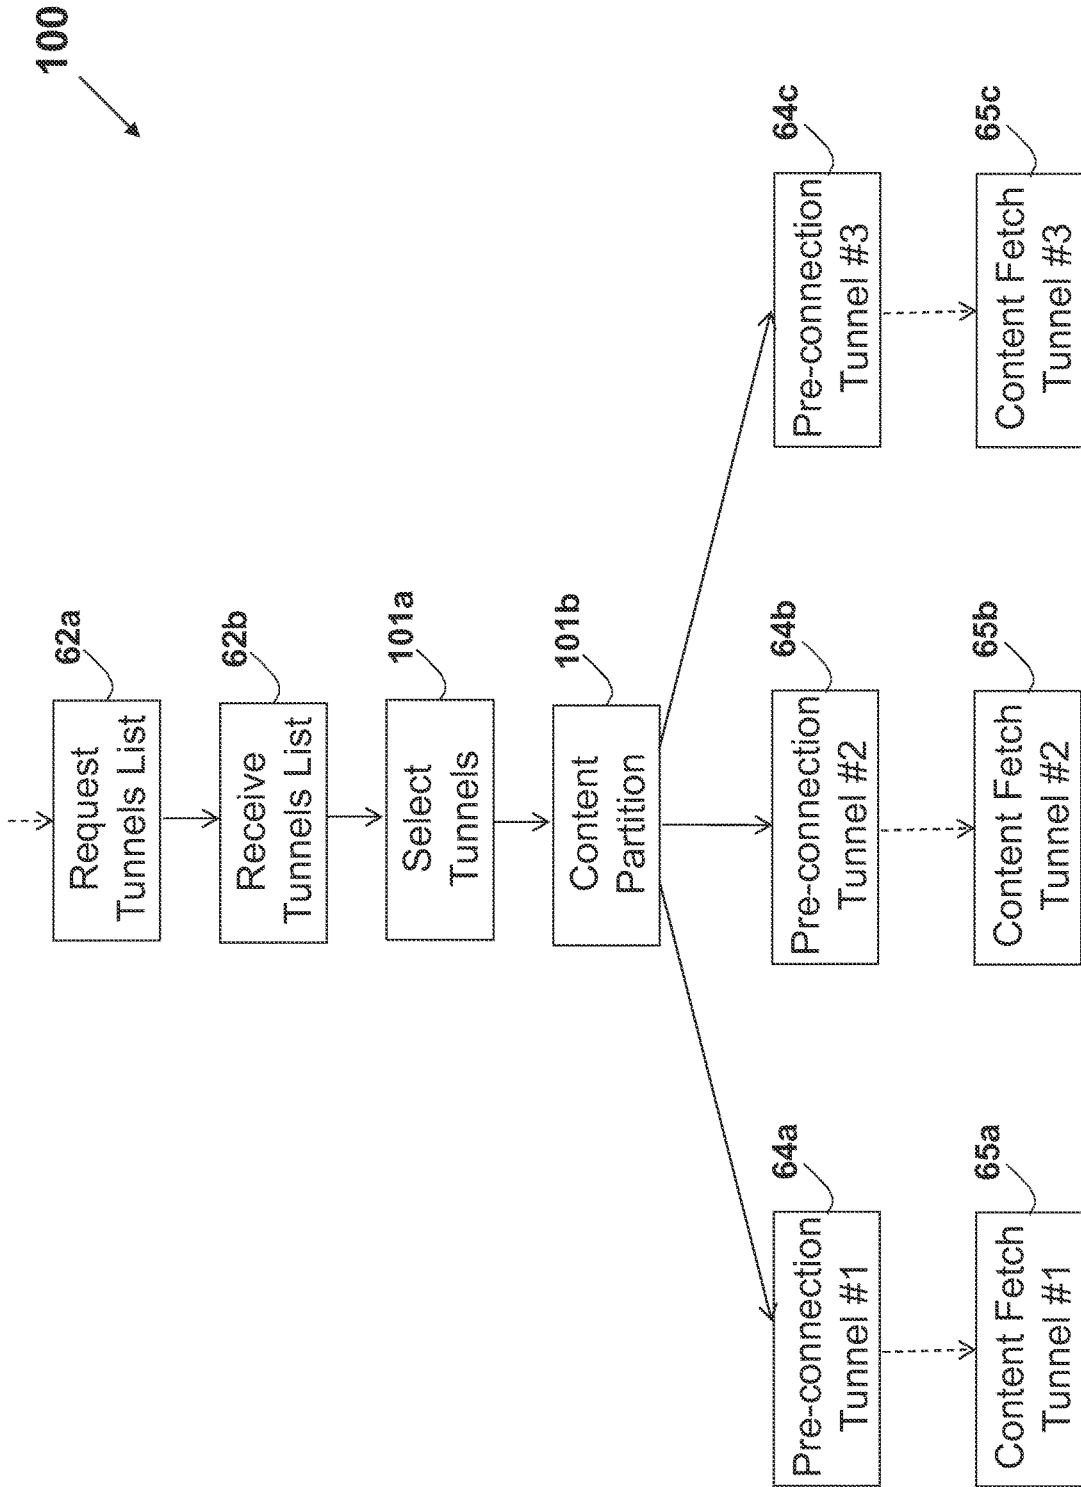 100
62a
Request
Tunnels List
62b
Receive
Tunnels List
101a
Select
Tunnels
101b
Content
Partition
64a
Pre-connection
Tunnel #1
64b
Pre-connection
Tunnel #2
64c
Pre-connection
Tunnel #3
65a
Content Fetch
Tunnel #1
65b
Content Fetch
Tunnel #2
65c
Content Fetch
Tunnel #3